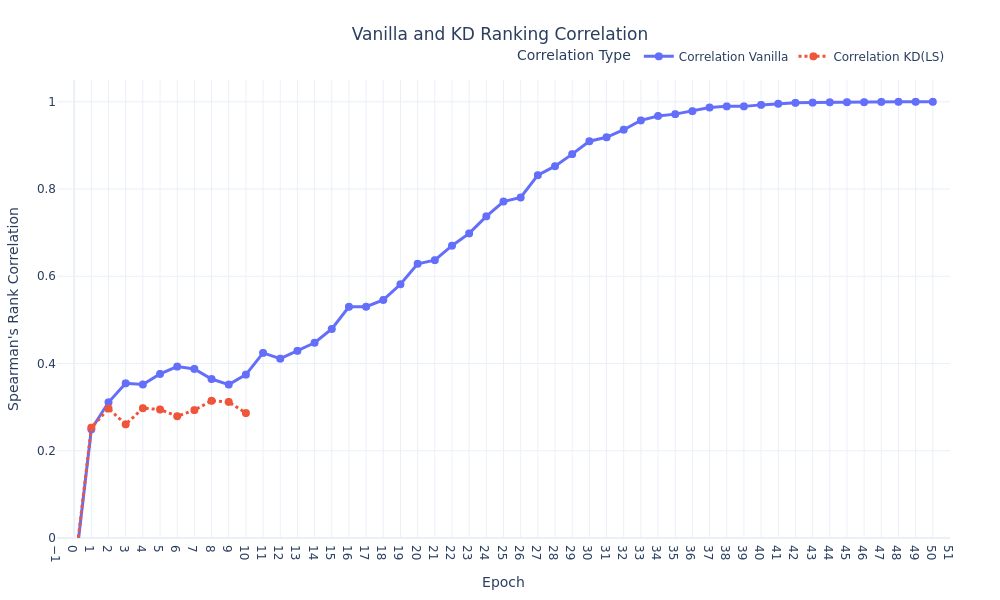 Vanilla and KD Ranking Correlation
Correlation Type Correlation Vanilla Correlation KD(LS)
1
0.8
0.6
0.4
0.2
0
Spearman's Rank Correlation
−1 0 1 2 3 4 5 6 7 8 9 10 11 12 13 14 15 16 17 18 19 20 21 22 23 24 25 26 27 28 29 30 31 32 33 34 35 36 37 38 39 40 41 42 43 44 45 46 47 48 49 50 51
Epoch